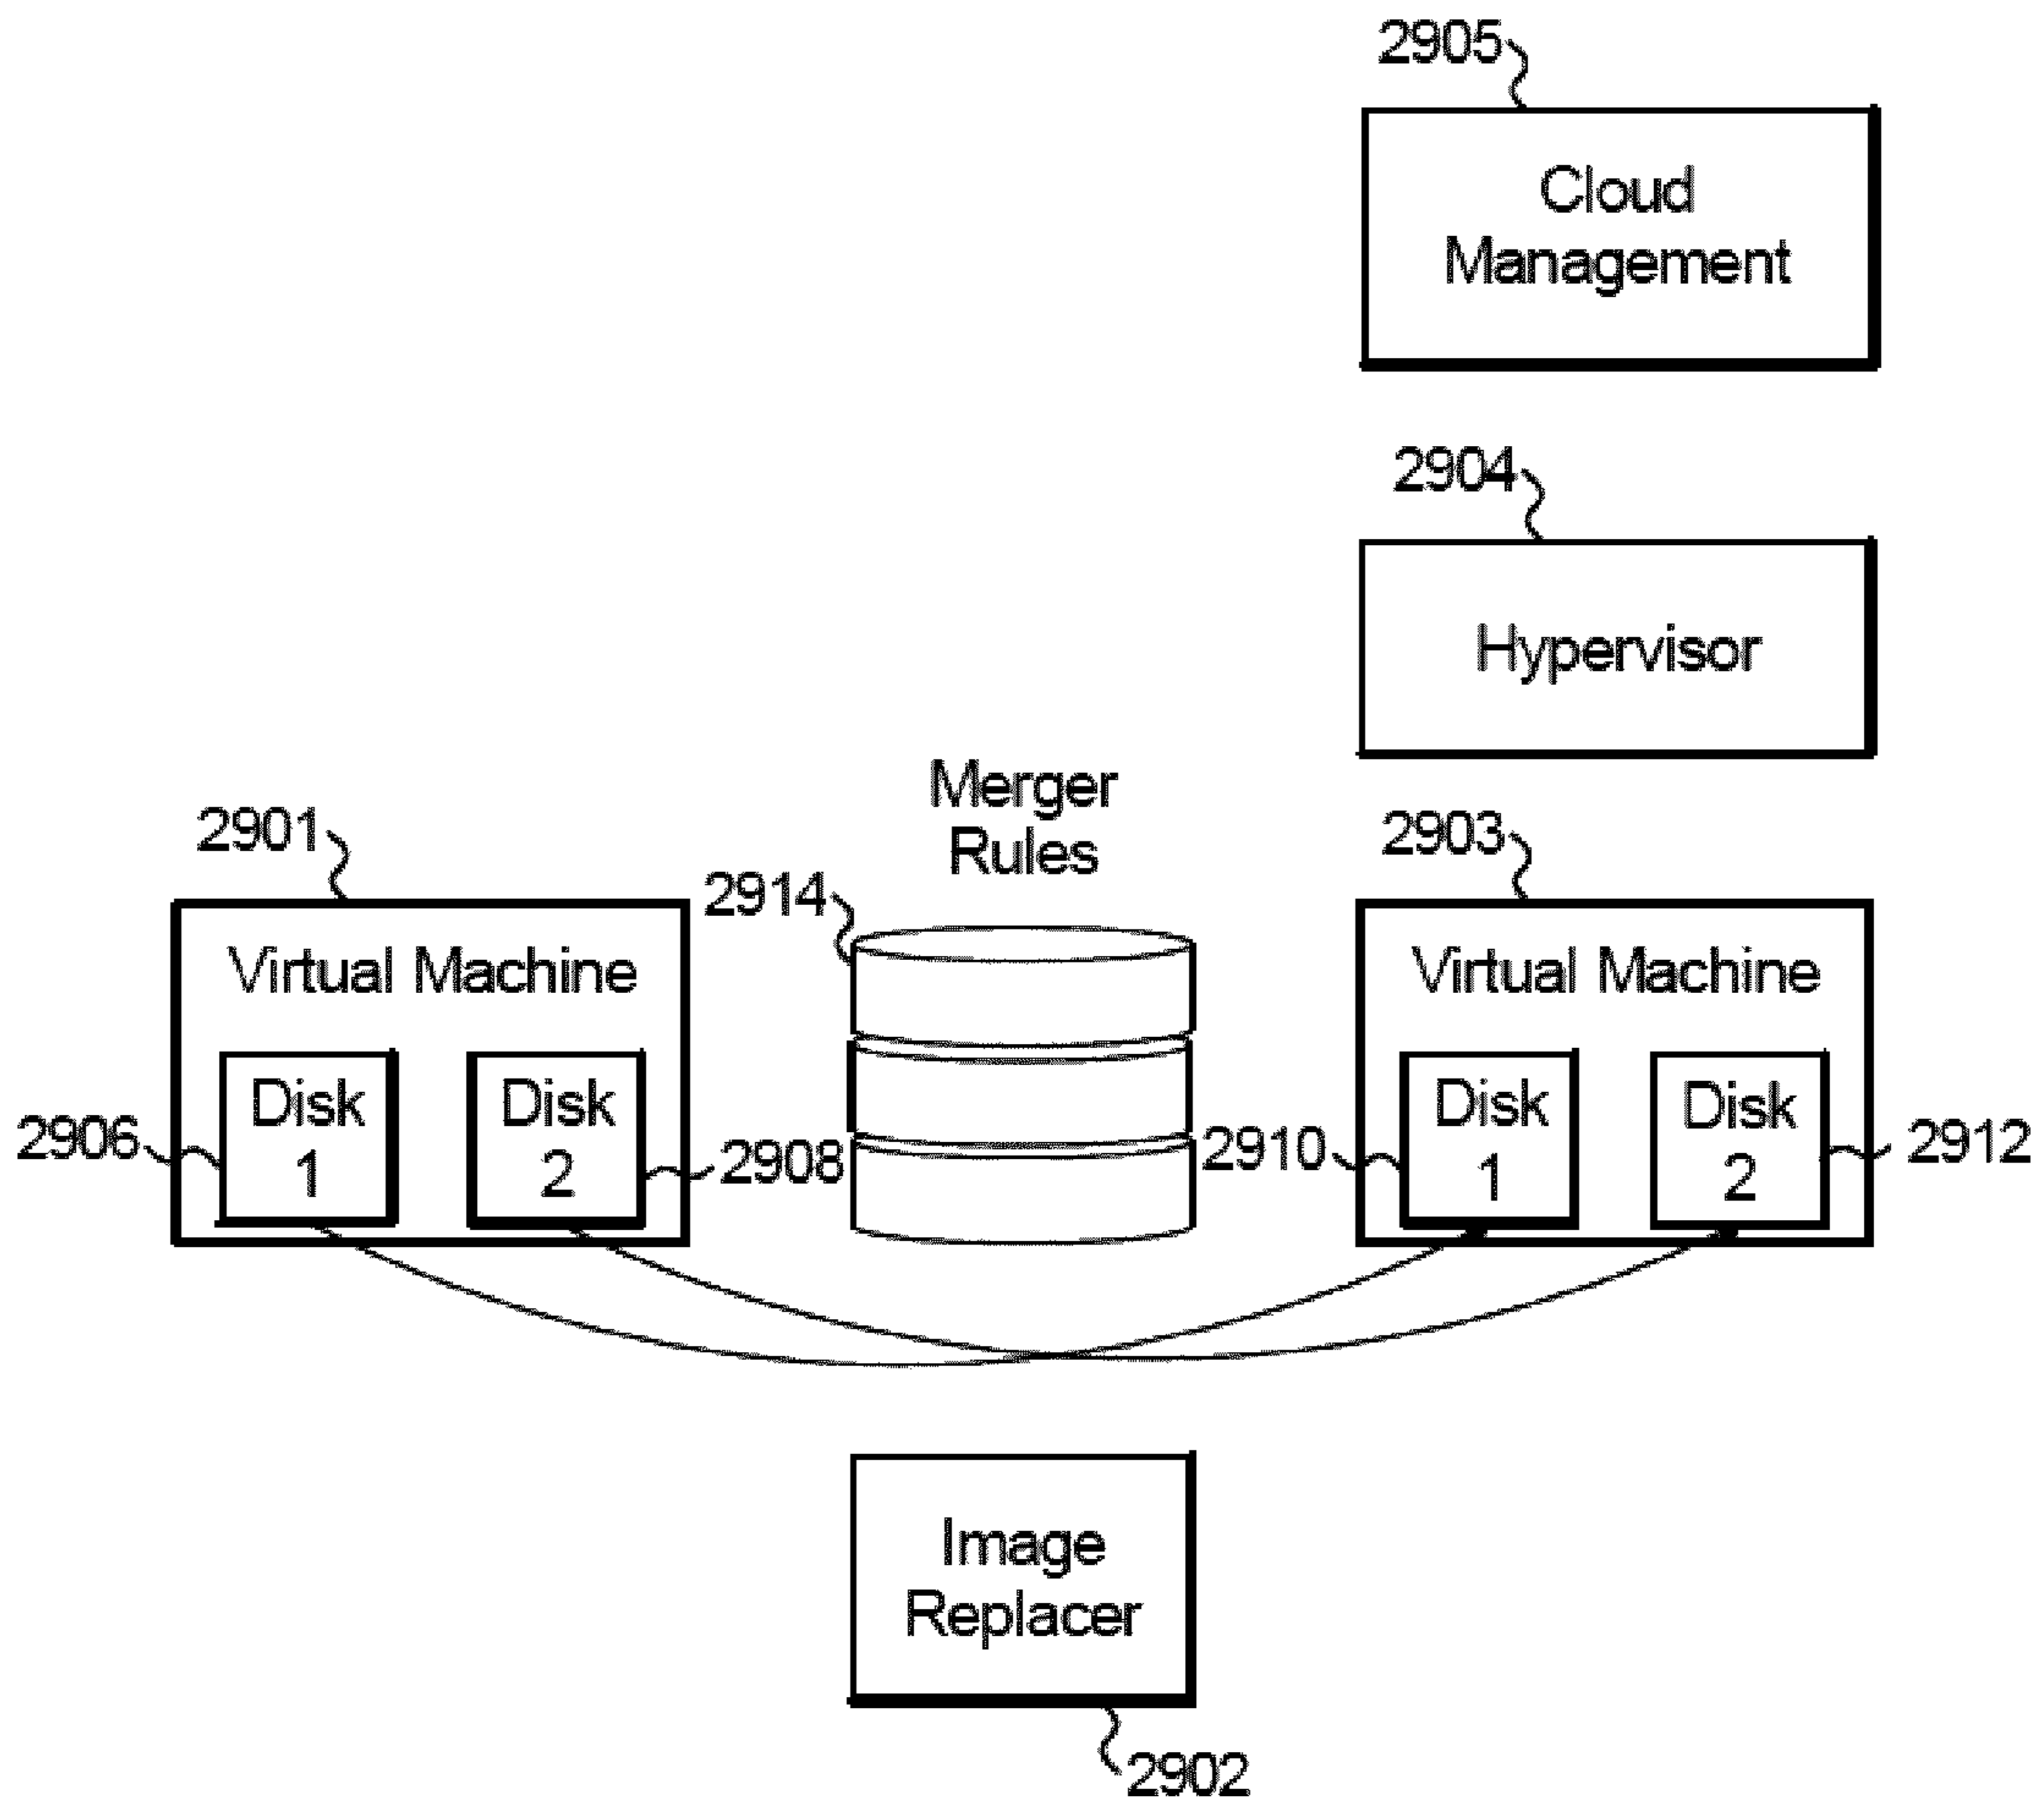 2905
Cloud
Management
2904
Hypervisor
Merger
Rules
2901
2903
2914
Virtual Machine
Virtual Machine
Disk
1
Disk
2
Disk
1
Disk
2
2906
2908
2910
2912
Image
Replacer
2902